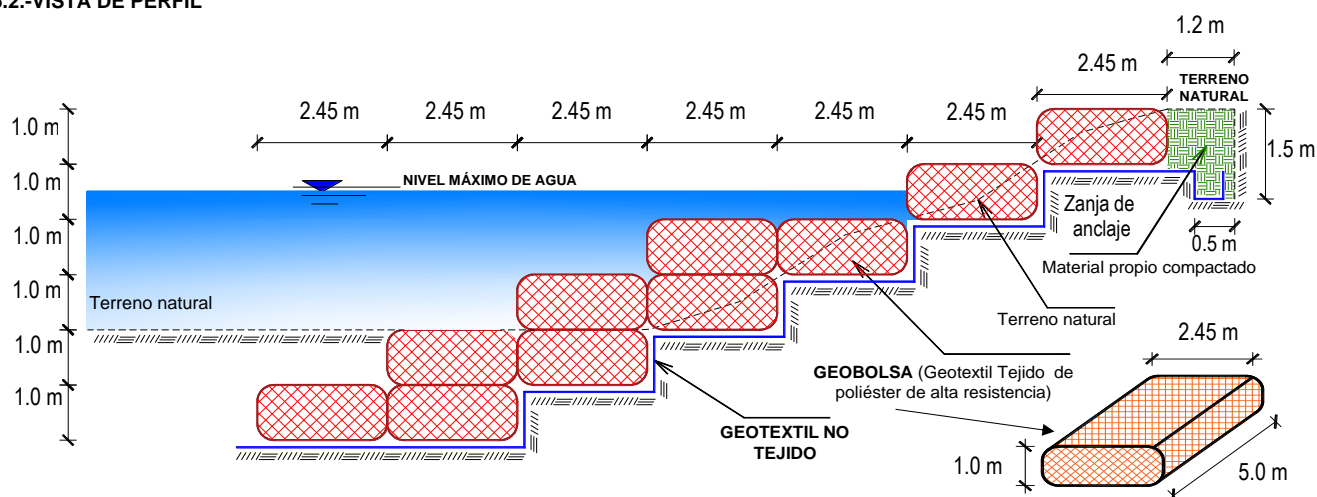 .2.-VISTA DE PERFIL
1.2 m
2.45 m
TERRENO
NATURAL
2.45 m
2.45 m
2.45 m
2.45 m
2.45 m
2.45 m
1.0 m
1.0 m
1.0 m
1.0 m
1.0 m
1.0 m
1.5 m
NIVEL MÁXIMO DE AGUA
Zanja de
anclaje
0.5 m
Material propio compactado
Terreno natural
Terreno natural
2.45 m
GEOBOLSA (Geotextil Tejido de
poliéster de alta resistencia)
GEOTEXTIL NO
TEJIDO
1.0 m
5.0 m